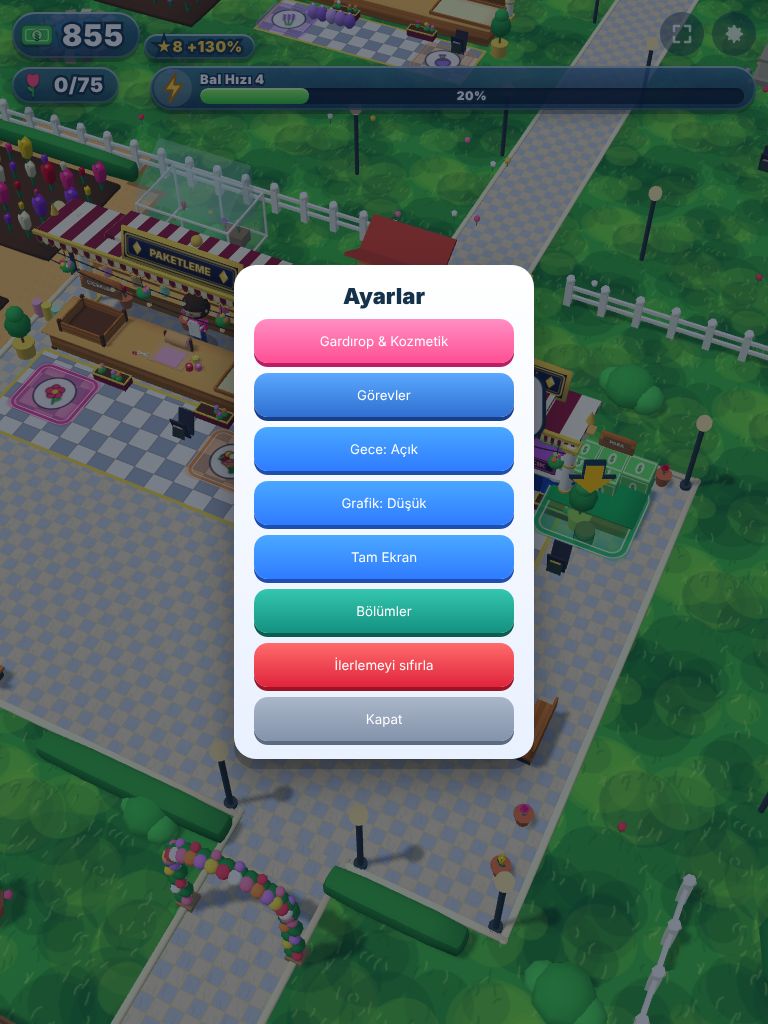 855
★8 +130%
0/75
Bal Hızı 4
20%
PAKETLEME
Ayarlar
Gardırop & Kozmetik
Görevler
Gece: Açık
Grafik: Düşük
Tam Ekran
Bölümler
İlerlemeyi sıfırla
Kapat